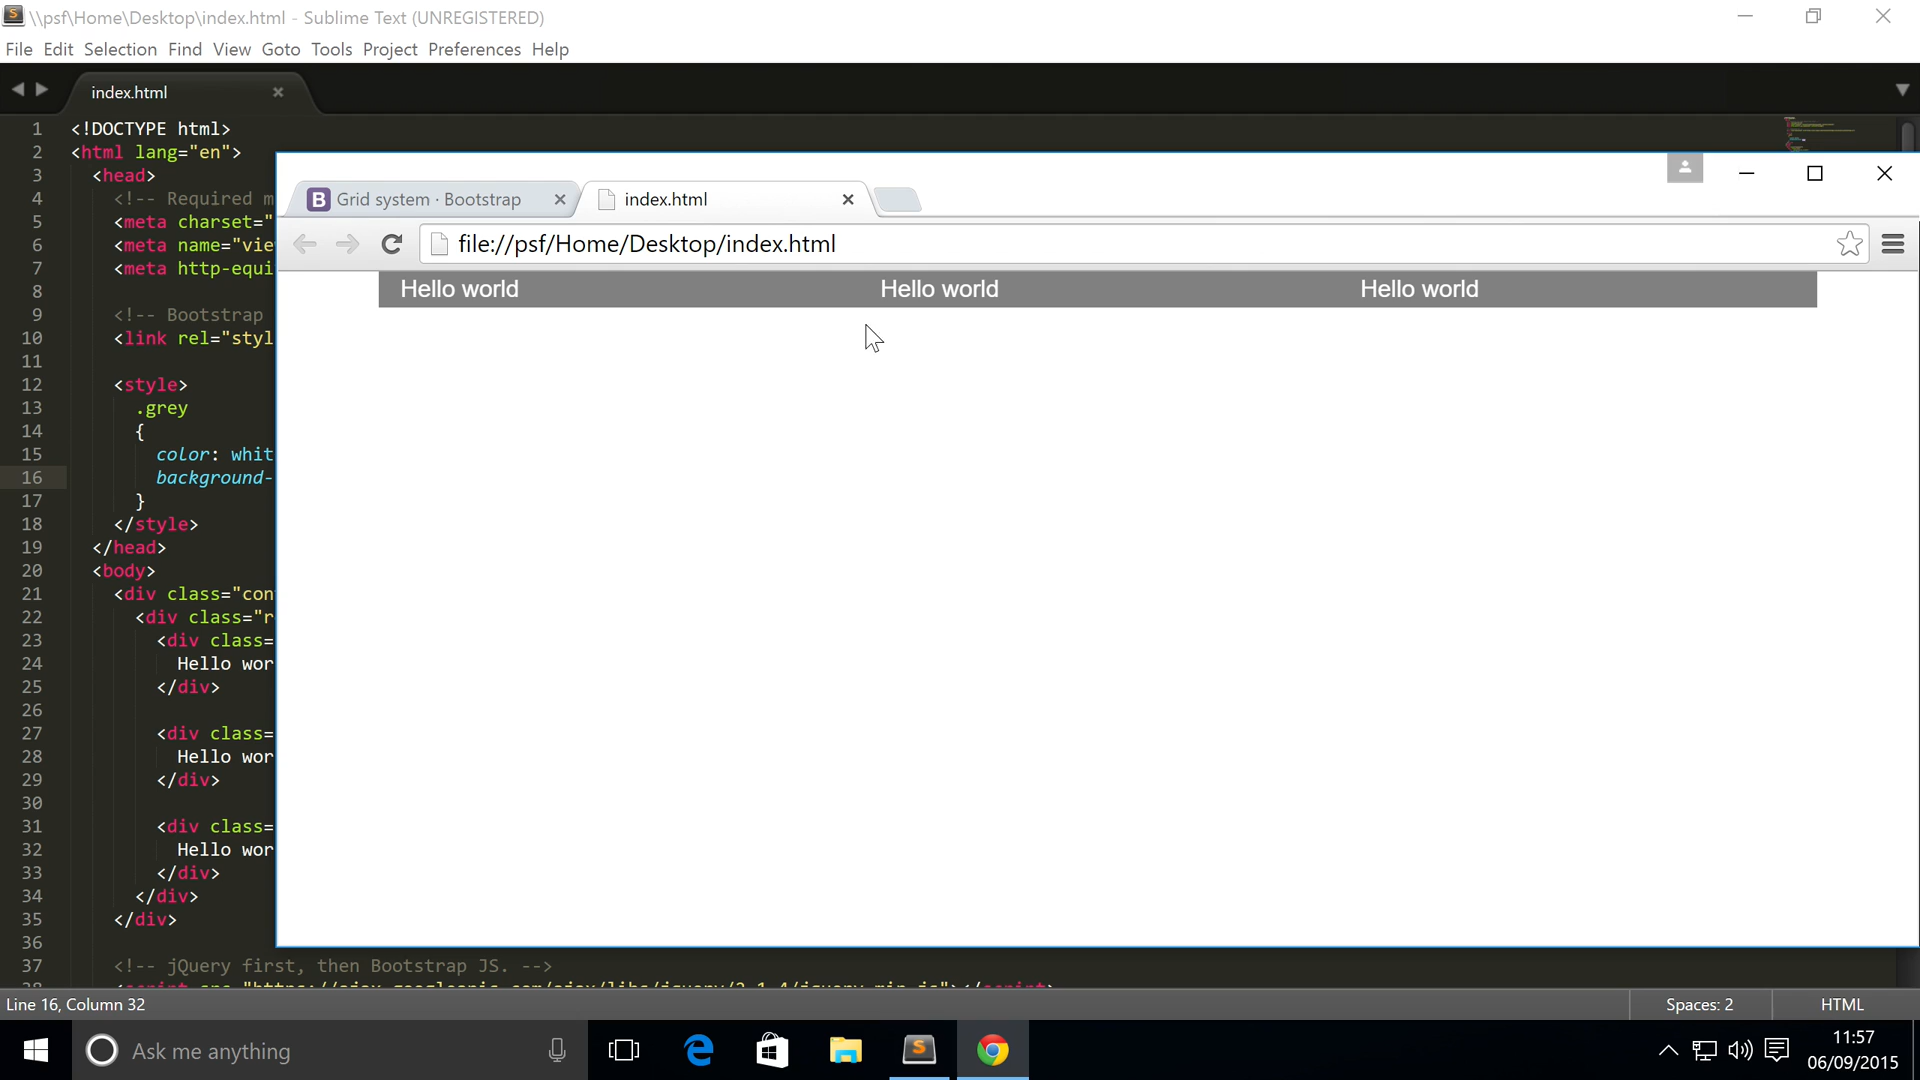 \\psf\Home\Desktop\index.html - Sublime Text (UNREGISTERED)
File Edit Selection Find View Goto Tools Project Preferences Help
index.html
1 <!DOCTYPE html>
2 <html lang="en">
3 <head>
4 <!-- Required m
5 <meta charset="
6 <meta name="vie
7 <meta http-equi
8
9 <!-- Bootstrap
10 <link rel="styl
11
12 <style>
13 .grey
14 {
15 color: whit
16 background-
17 }
18 </style>
19 </head>
20 <body>
21 <div class="con
22 <div class="r
23 <div class=
24 Hello wor
25 </div>
26
27 <div class=
28 Hello wor
29 </div>
30
31 <div class=
32 Hello wor
33 </div>
34 </div>
35 </div>
36
37 <!-- jQuery first, then Bootstrap JS. -->
B Grid system · Bootstrap
index.html
file://psf/Home/Desktop/index.html
Hello world Hello world Hello world
Line 16, Column 32
Spaces: 2
HTML
Ask me anything
11:57
06/09/2015